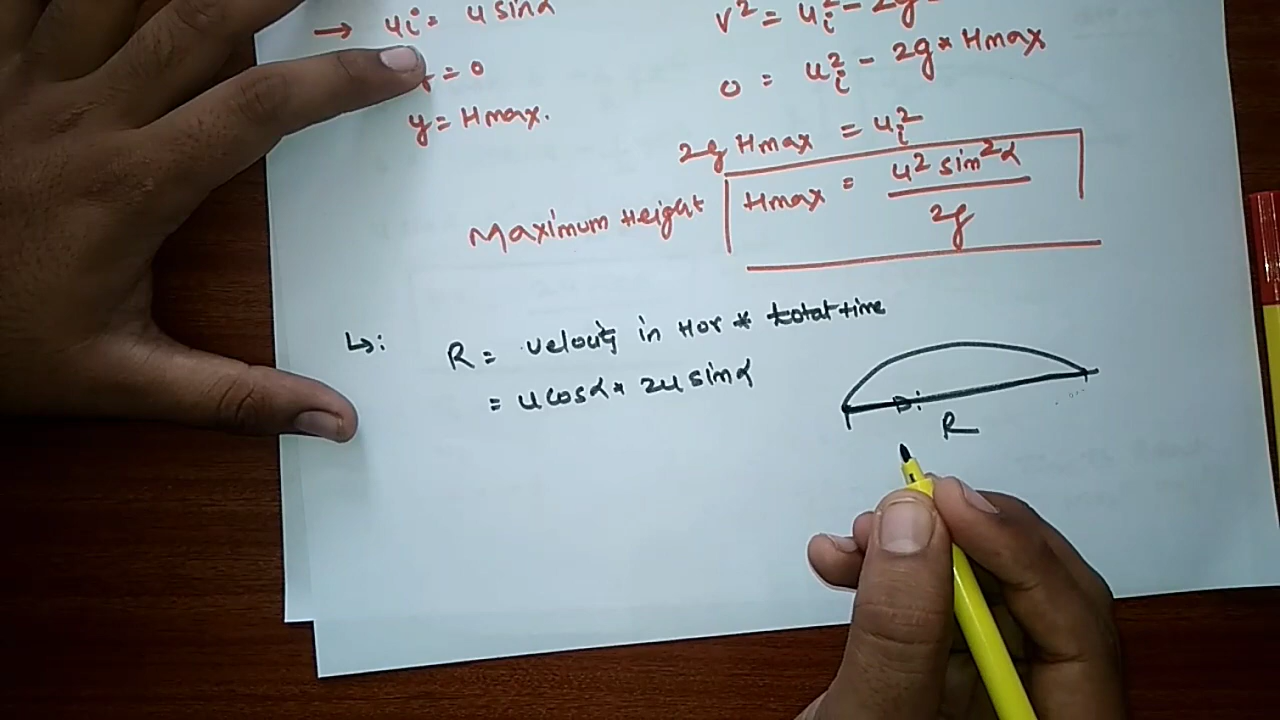 → ui = u sinα
v² = ui² - 2g
= 0
0 = ui² - 2g * Hmax
y = Hmax.
2g Hmax = ui²
Maximum Height Hmax = u² sin²α / 2g
↳: R = velocity in Hor * total time
= u cosα * 2u sinα
R